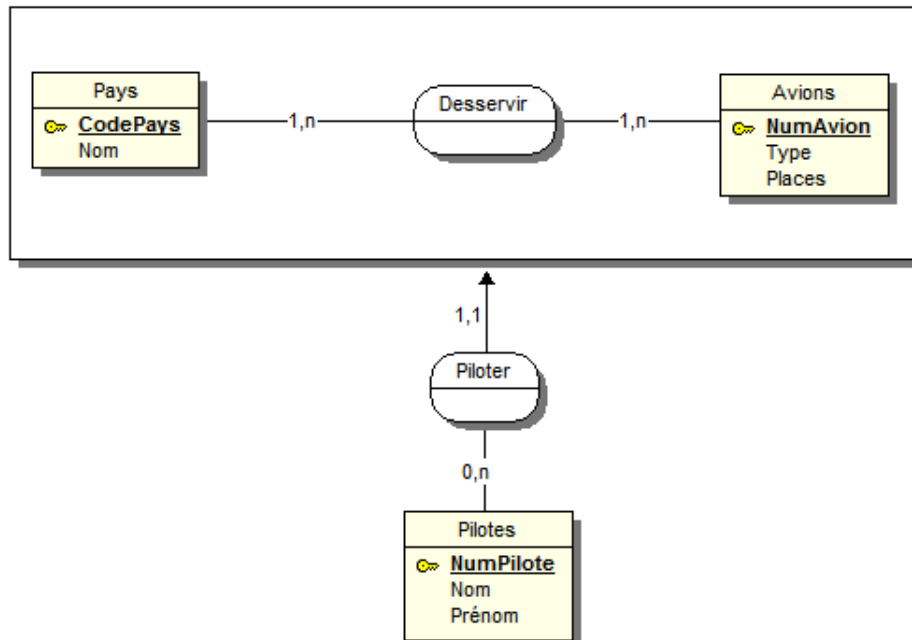 Pays
CodePays
Nom
1,n
Desservir
1,n
Avions
NumAvion
Type
Places
1,1
Piloter
0,n
Pilotes
NumPilote
Nom
Prénom